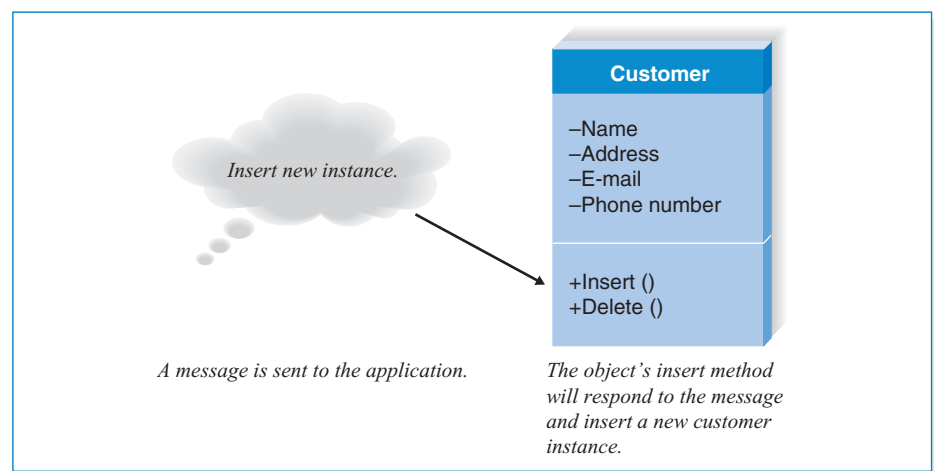 Customer
–Name
–Address
–E-mail
–Phone number
+Insert ()
+Delete ()
Insert new instance.
A message is sent to the application.
The object’s insert method
will respond to the message
and insert a new customer
instance.